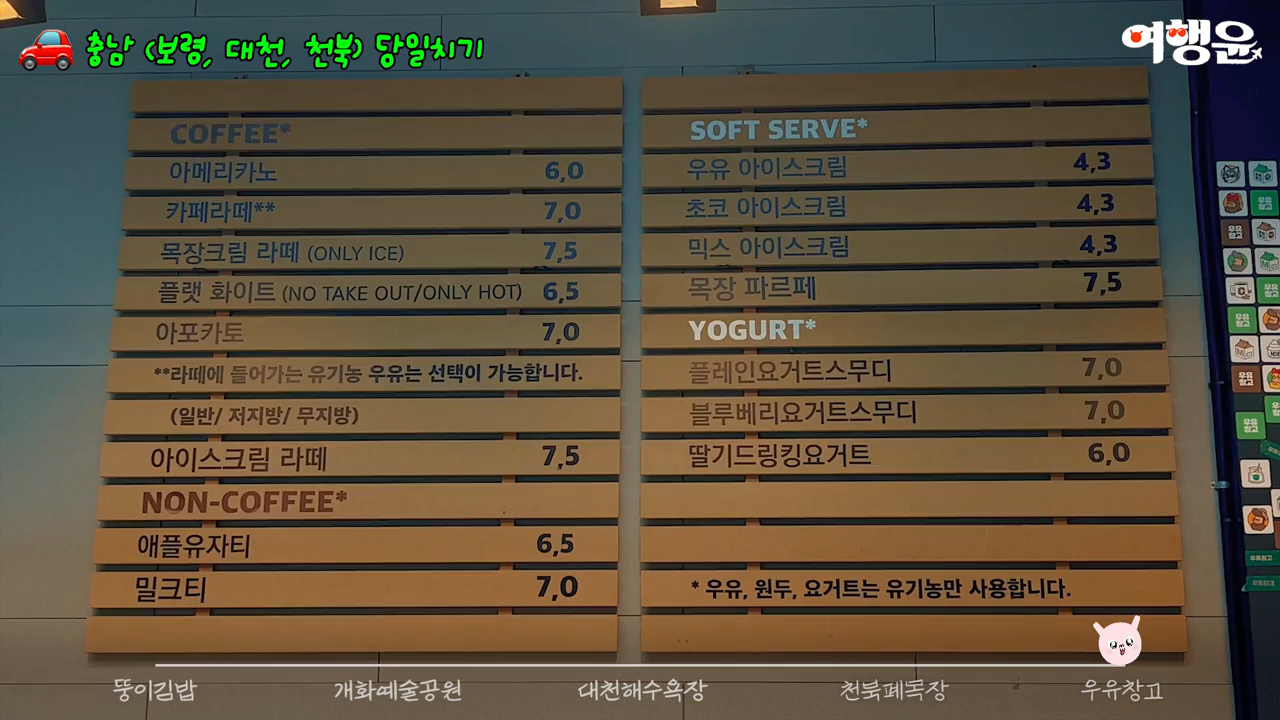 충남 (보령, 대천, 천북) 당일치기
여행윤
COFFEE*
아메리카노 6,0
카페라떼** 7,0
목장크림 라떼 (ONLY ICE) 7,5
플랫 화이트 (NO TAKE OUT/ONLY HOT) 6,5
아포카토 7,0
**라떼에 들어가는 유기농 우유는 선택이 가능합니다.
(일반/ 저지방/ 무지방)
아이스크림 라떼 7,5
NON-COFFEE*
애플유자티 6,5
밀크티 7,0
SOFT SERVE*
우유 아이스크림 4,3
초코 아이스크림 4,3
믹스 아이스크림 4,3
목장 파르페 7,5
YOGURT*
플레인요거트스무디 7,0
블루베리요거트스무디 7,0
딸기드링킹요거트 6,0
* 우유, 원두, 요거트는 유기농만 사용합니다.
우유
창고
뚱이김밥 개화예술공원 대천해수욕장 천북폐목장 우유창고